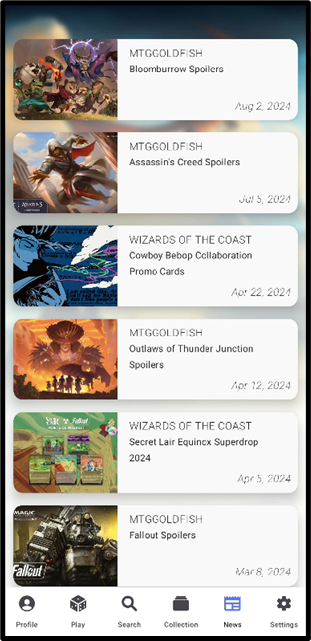 MTGGOLDFISH
Bloomburrow Spoilers
Aug 2, 2024
MTGGOLDFISH
Assassin's Creed Spoilers
Jul 5, 2024
WIZARDS OF THE COAST
Cowboy Bebop Collaboration
Promo Cards
Apr 22, 2024
MTGGOLDFISH
Outlaws of Thunder Junction
Spoilers
Apr 12, 2024
WIZARDS OF THE COAST
Secret Lair Equinox Superdrop
2024
Apr 5, 2024
MAGIC
Fallout
MTGGOLDFISH
Fallout Spoilers
Mar 8, 2024
Profile
Play
Search
Collection
News
Settings